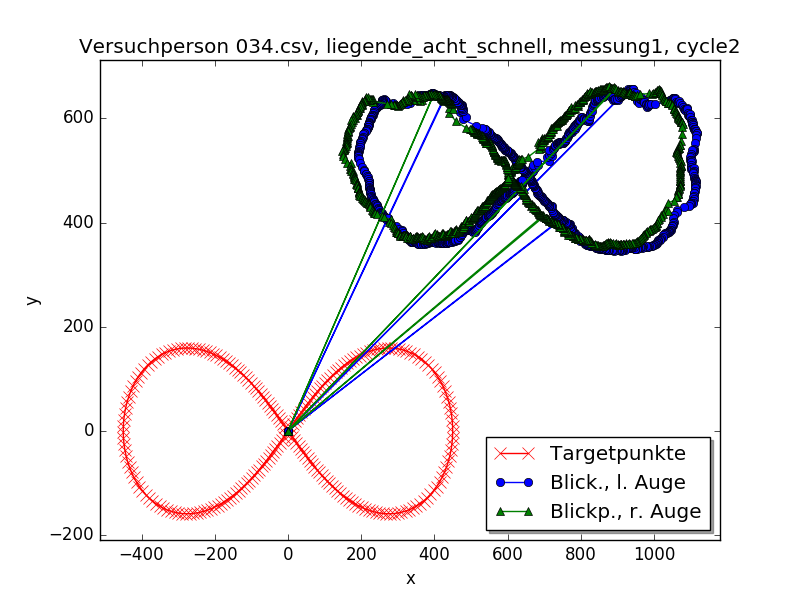 Versuchperson 034.csv, liegende_acht_schnell, messung1, cycle2
y
600
400
200
0
−200
−400
−200
0
200
400
600
800
1000
x
Targetpunkte
Blick., l. Auge
Blickp., r. Auge